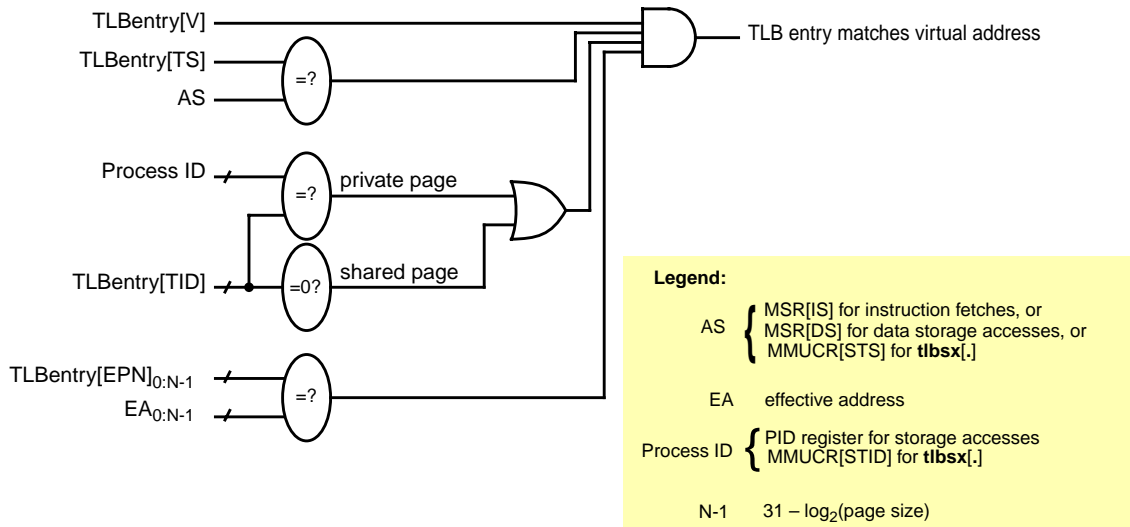 TLBentry[V]
TLB entry matches virtual address
TLBentry[TS]
=?
AS
Process ID
=?
private page
TLBentry[TID]
=0?
shared page
TLBentry[EPN]0:N-1
=?
EA0:N-1
Legend:
AS { MSR[IS] for instruction fetches, or
MSR[DS] for data storage accesses, or
MMUCR[STS] for tlbsx[.]
EA effective address
Process ID { PID register for storage accesses
MMUCR[STID] for tlbsx[.]
N-1 31 – log2(page size)